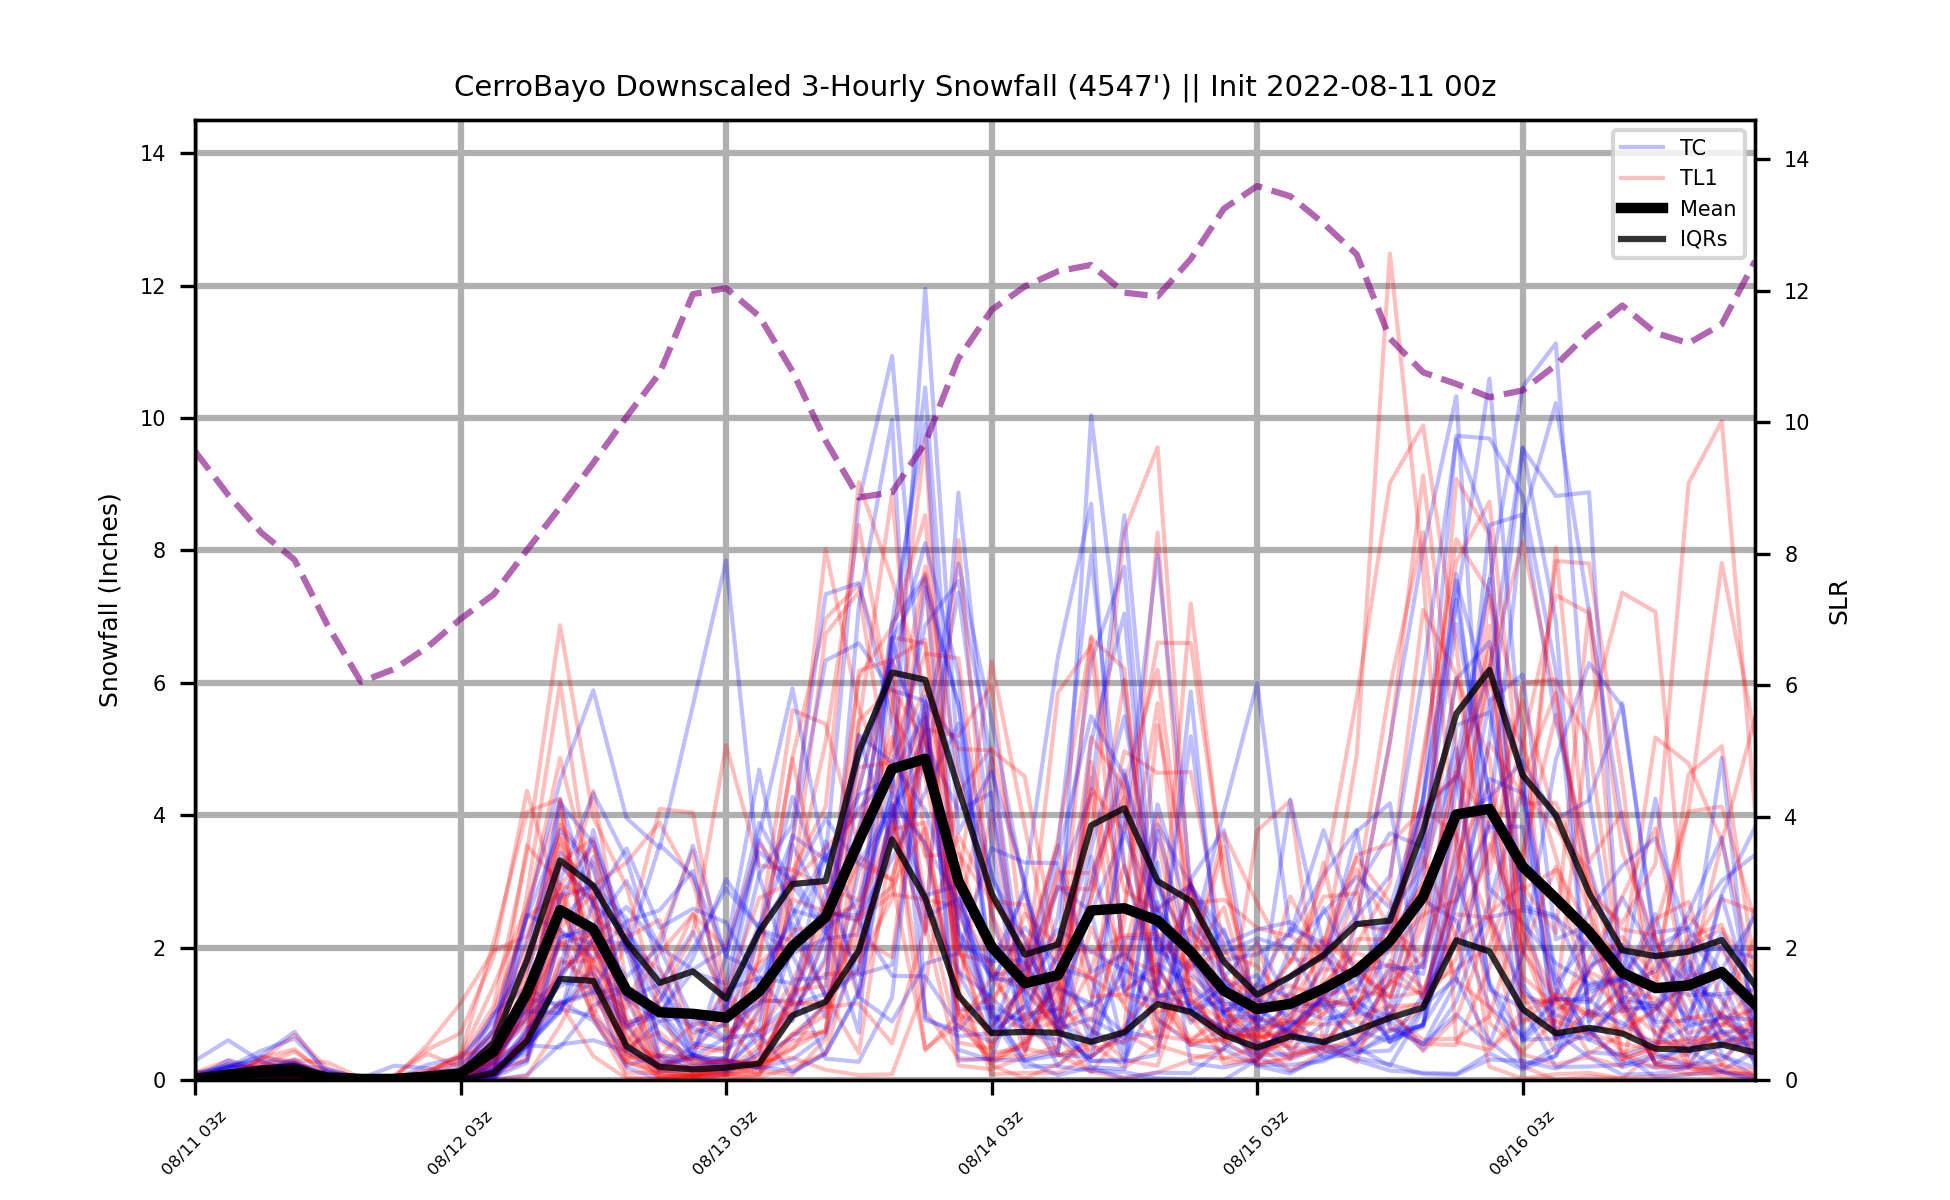 CerroBayo Downscaled 3-Hourly Snowfall (4547') || Init 2022-08-11 00z
TC
TL1
Mean
IQRs
Snowfall (Inches)
14
12
10
8
6
4
2
0
14
12
10
8
6
4
2
0
SLR
08/11 03z
08/12 03z
08/13 03z
08/14 03z
08/15 03z
08/16 03z